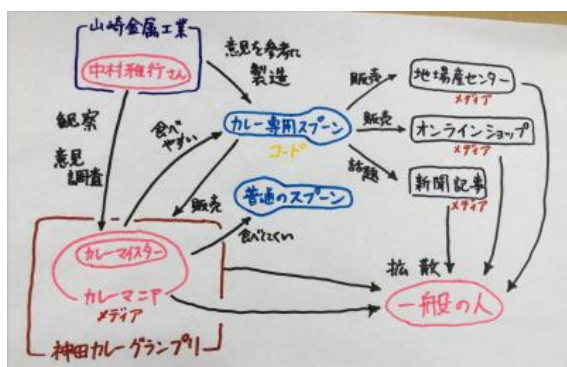 山崎金属工業
中村雅行さん
意見を参考に
製造
観察
意見
調査
食べ
やすい
カレー専用スプーン
コード
販売
地場産センター
メディア
販売
オンラインショップ
メディア
話題
新聞記事
メディア
販売
普通のスプーン
食べにくい
カレーマイスター
カレーマニア
メディア
神田カレーグランプリ
拡散
一般の人